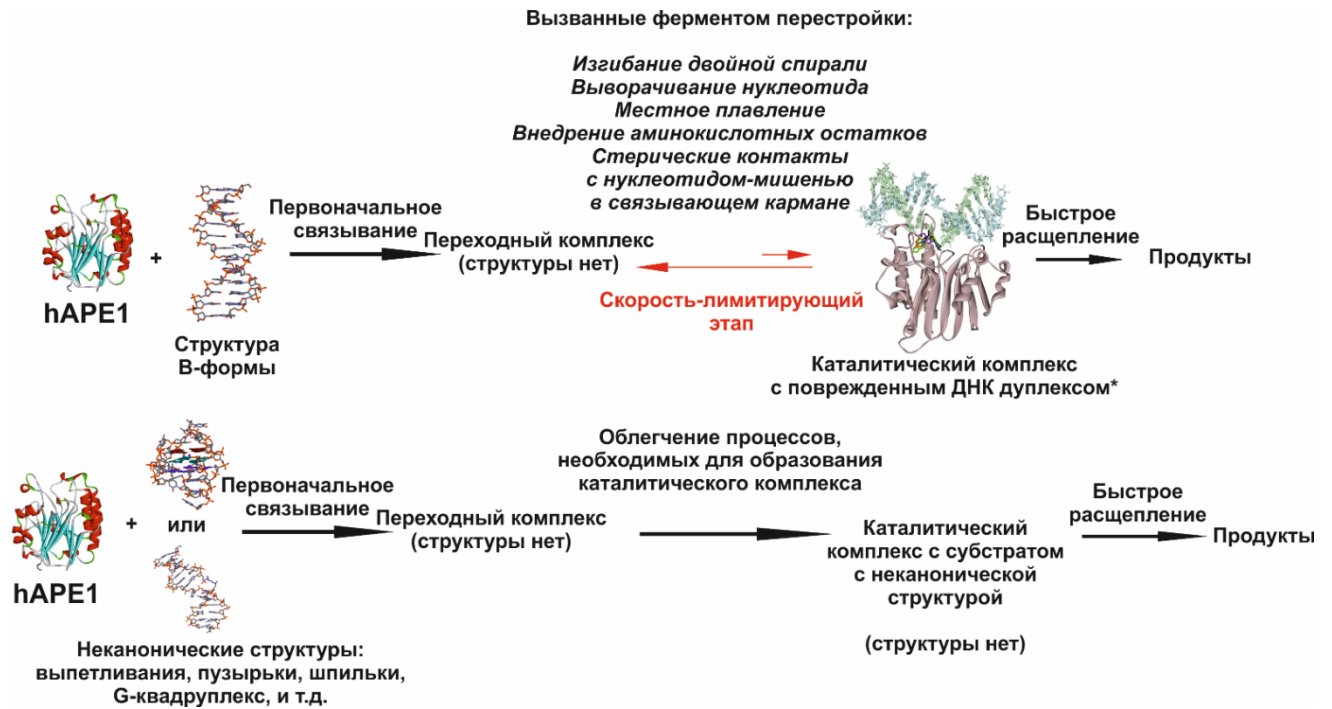 Вызванные ферментом перестройки:
Изгибание двойной спирали
Выворачивание нуклеотида
Местное плавление
Внедрение аминокислотных остатков
Стерические контакты
с нуклеотидом-мишенью
в связывающем кармане
hAPE1
+
Структура
В-формы
Первоначальное
связывание
Переходный комплекс
(структуры нет)
Скорость-лимитирующий
этап
Каталитический комплекс
с поврежденным ДНК дуплексом*
Быстрое
расщепление
Продукты
hAPE1
+
или
Неканонические структуры:
выпетливания, пузырьки, шпильки,
G-квадруплекс, и т.д.
Первоначальное
связывание
Переходный комплекс
(структуры нет)
Облегчение процессов,
необходимых для образования
каталитического комплекса
Каталитический
комплекс с субстратом
с неканонической
структурой
(структуры нет)
Быстрое
расщепление
Продукты